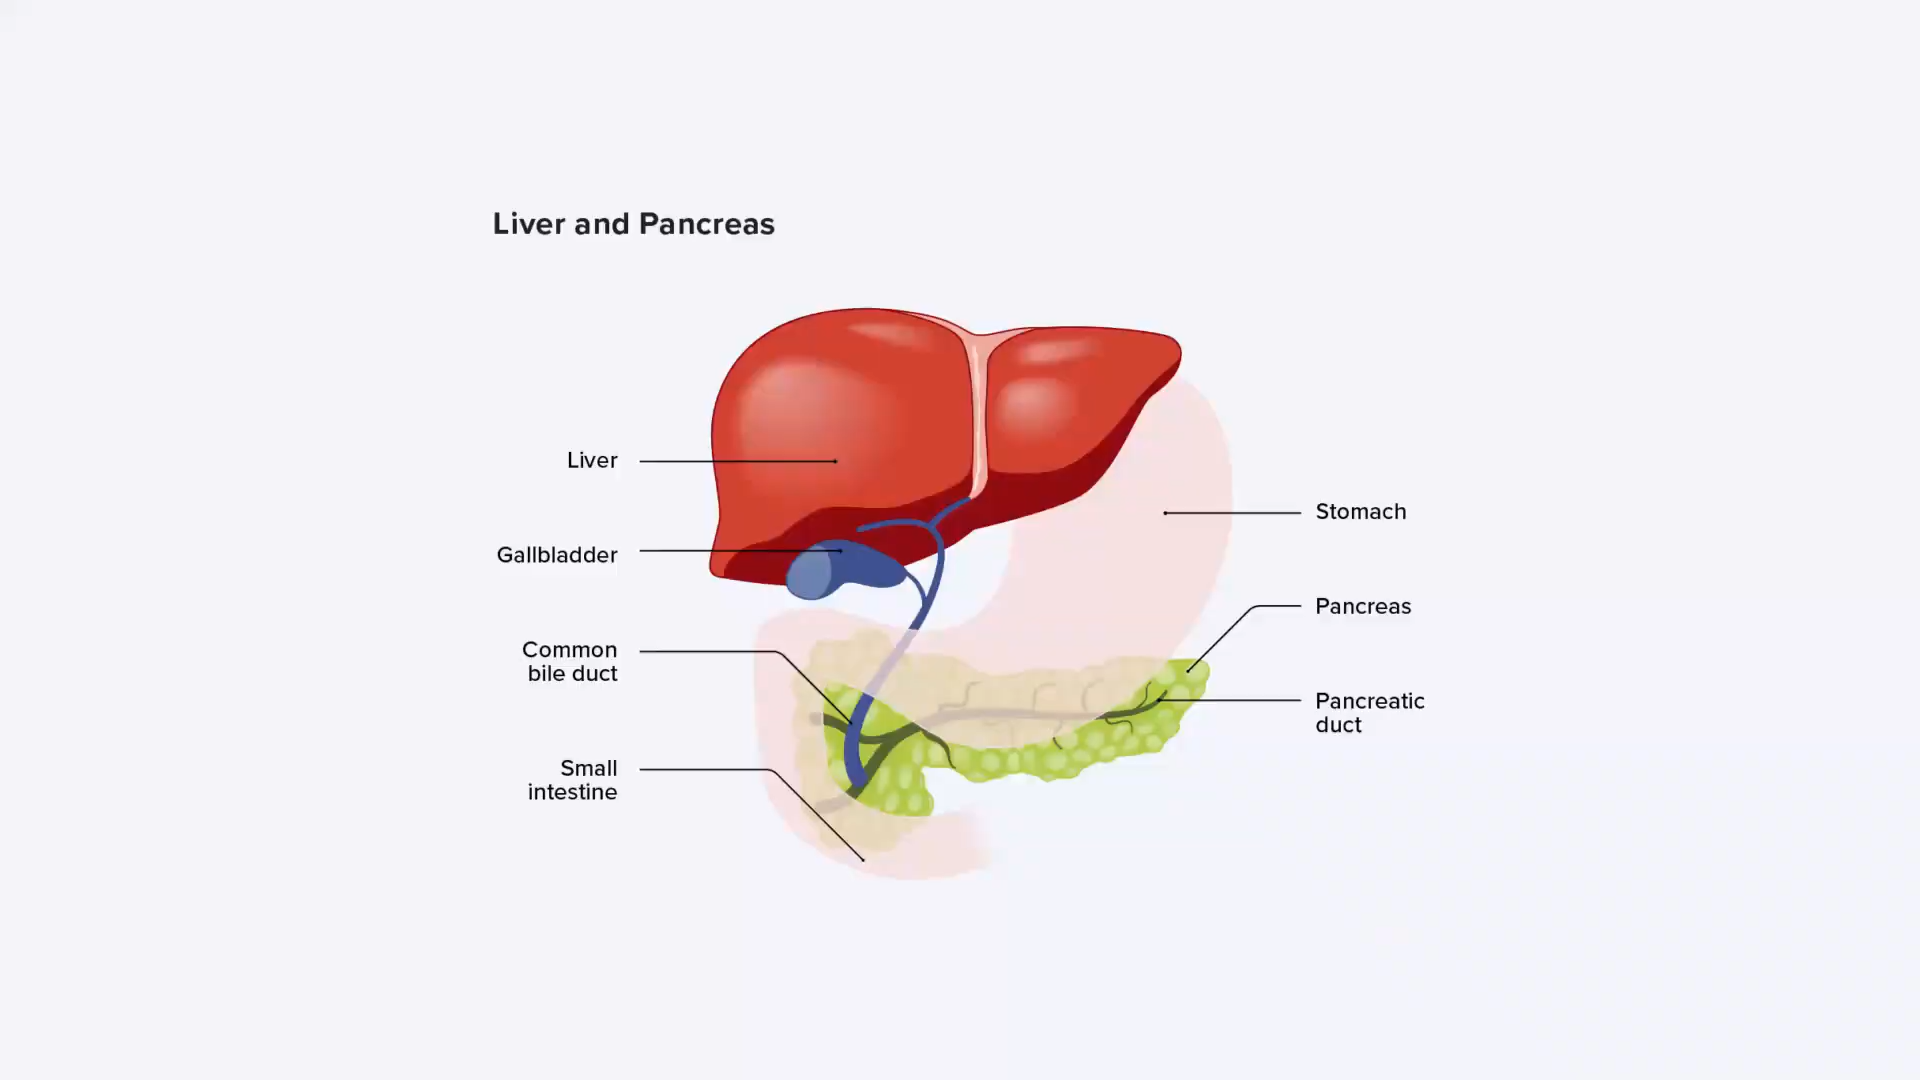 Liver and Pancreas
Liver
Gallbladder
Common
bile duct
Small
intestine
Stomach
Pancreas
Pancreatic
duct